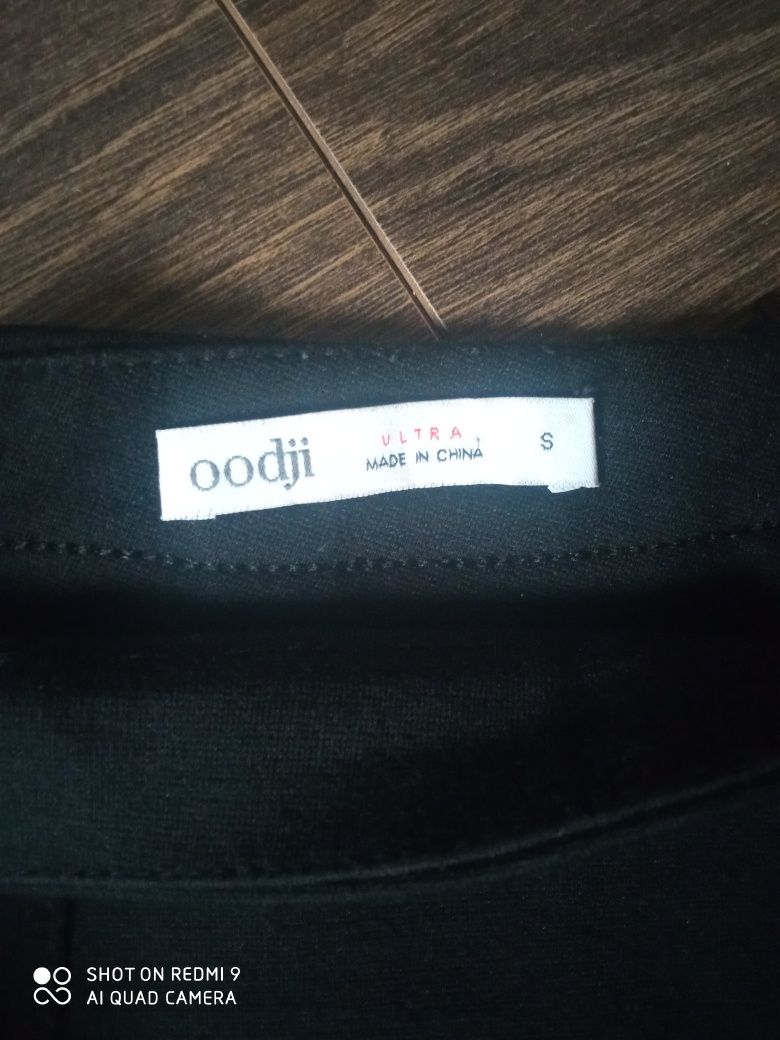 oodji
ULTRA
MADE IN CHINA
S
SHOT ON REDMI 9
AI QUAD CAMERA